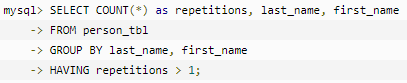 mysql> SELECT COUNT(*) as repetitions, last_name, first_name
-> FROM person_tbl
-> GROUP BY last_name, first_name
-> HAVING repetitions > 1;